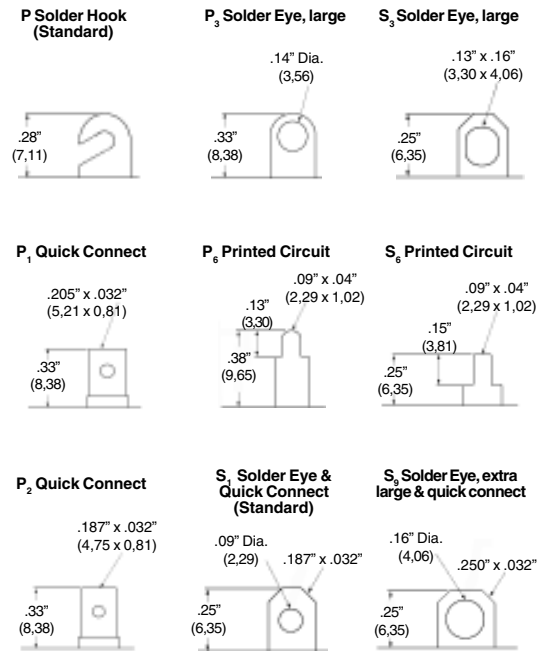 P Solder Hook
(Standard)
.28”
(7,11)
P3 Solder Eye, large
.14” Dia.
(3,56)
.33”
(8,38)
S3 Solder Eye, large
.13” x .16”
(3,30 x 4,06)
.25”
(6,35)
P1 Quick Connect
.205” x .032”
(5,21 x 0,81)
.33”
(8,38)
P6 Printed Circuit
.09” x .04”
(2,29 x 1,02)
.13”
(3,30)
.38”
(9,65)
S6 Printed Circuit
.09” x .04”
(2,29 x 1,02)
.15”
(3,81)
.25”
(6,35)
P2 Quick Connect
.187” x .032”
(4,75 x 0,81)
.33”
(8,38)
S1 Solder Eye &
Quick Connect
(Standard)
.09” Dia.
(2,29)
.187” x .032”
.25”
(6,35)
S9 Solder Eye, extra
large & quick connect
.16” Dia.
(4,06)
.250” x .032”
.25”
(6,35)